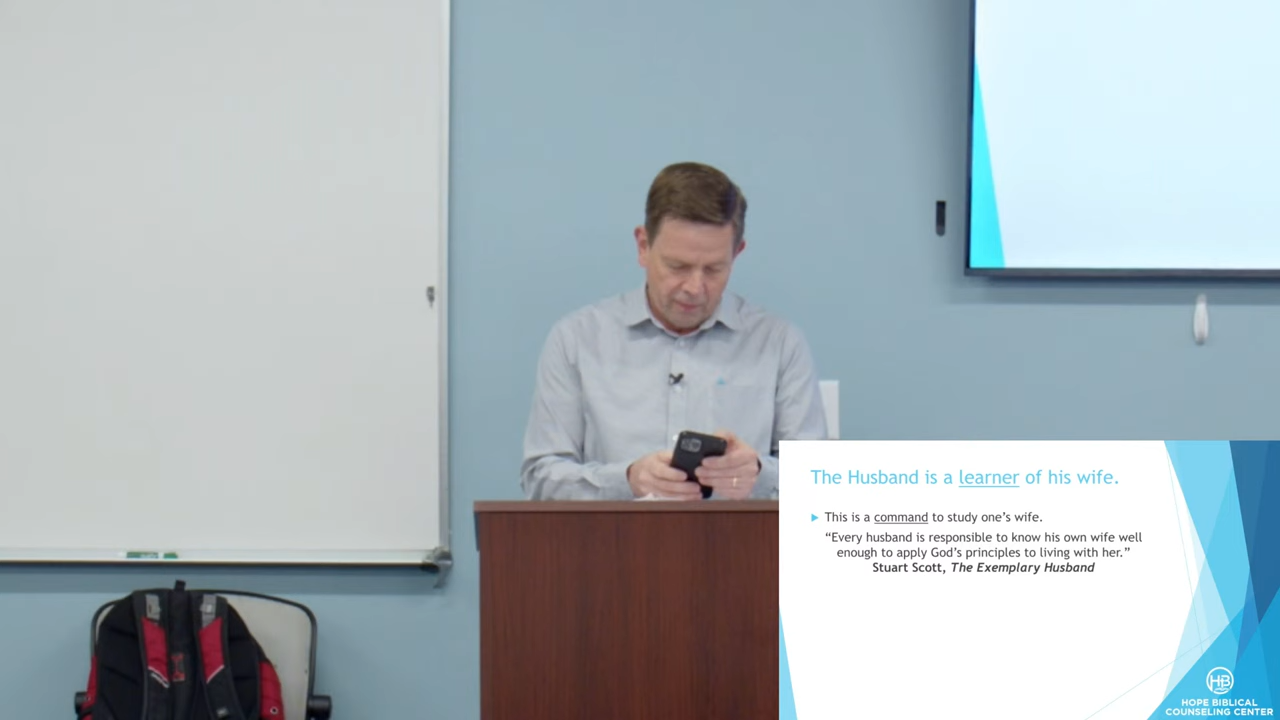 The Husband is a learner of his wife.
This is a command to study one’s wife.
“Every husband is responsible to know his own wife well
enough to apply God’s principles to living with her.”
Stuart Scott, The Exemplary Husband
HB
HOPE BIBLICAL
COUNSELING CENTER